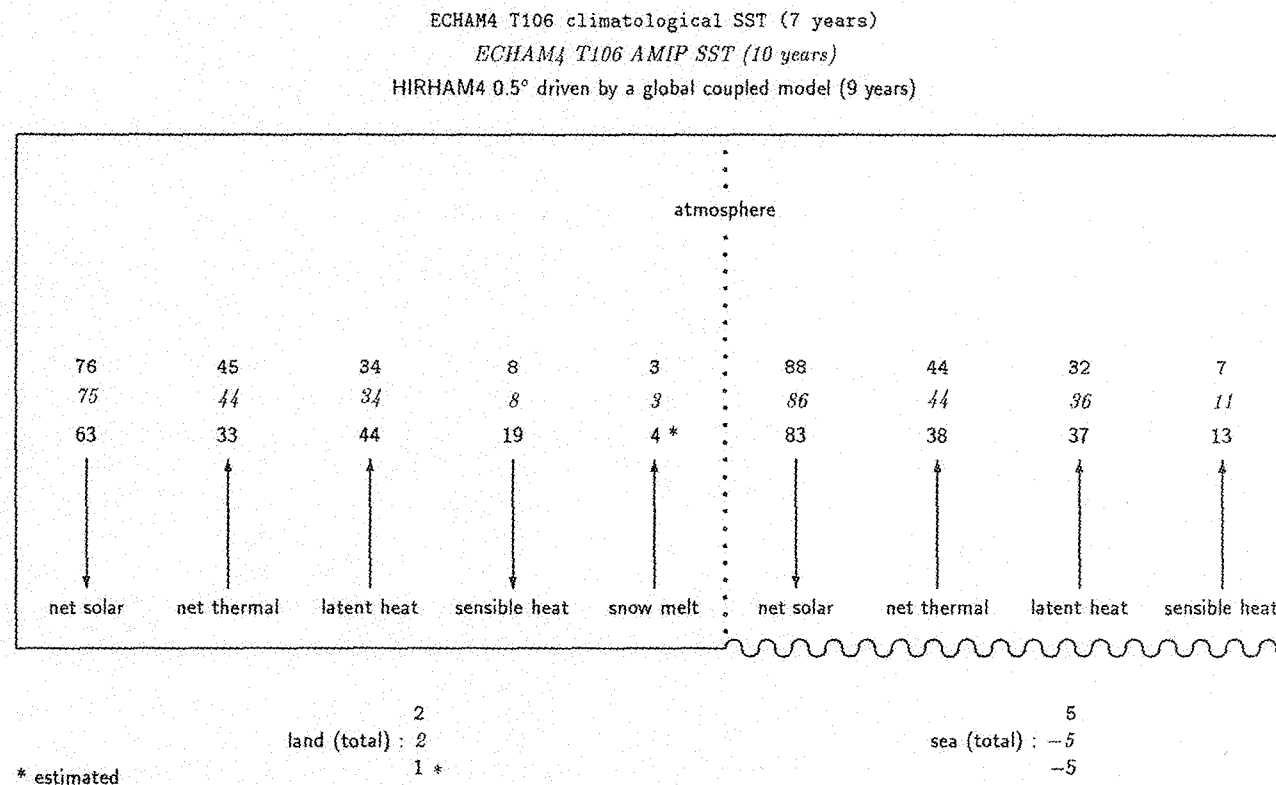 ECHAM4 T106 climatological SST (7 years)
ECHAM4 T106 AMIP SST (10 years)
HIRHAM4 0.5° driven by a global coupled model (9 years)
atmosphere
76 45 34 8 3 88 44 32 7
75 44 34 8 3 86 44 36 11
63 33 44 19 4 * 83 38 37 13
net solar net thermal latent heat sensible heat snow melt net solar net thermal latent heat sensible heat
2 5
land (total) : 2 sea (total) : −5
1 * −5
* estimated